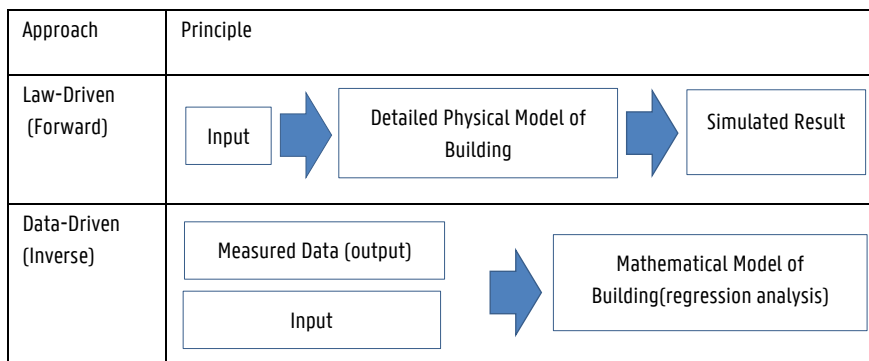 Approach
Principle
Law-Driven
(Forward)
Input
Detailed Physical Model of
Building
Simulated Result
Data-Driven
(Inverse)
Measured Data (output)
Input
Mathematical Model of
Building(regression analysis)